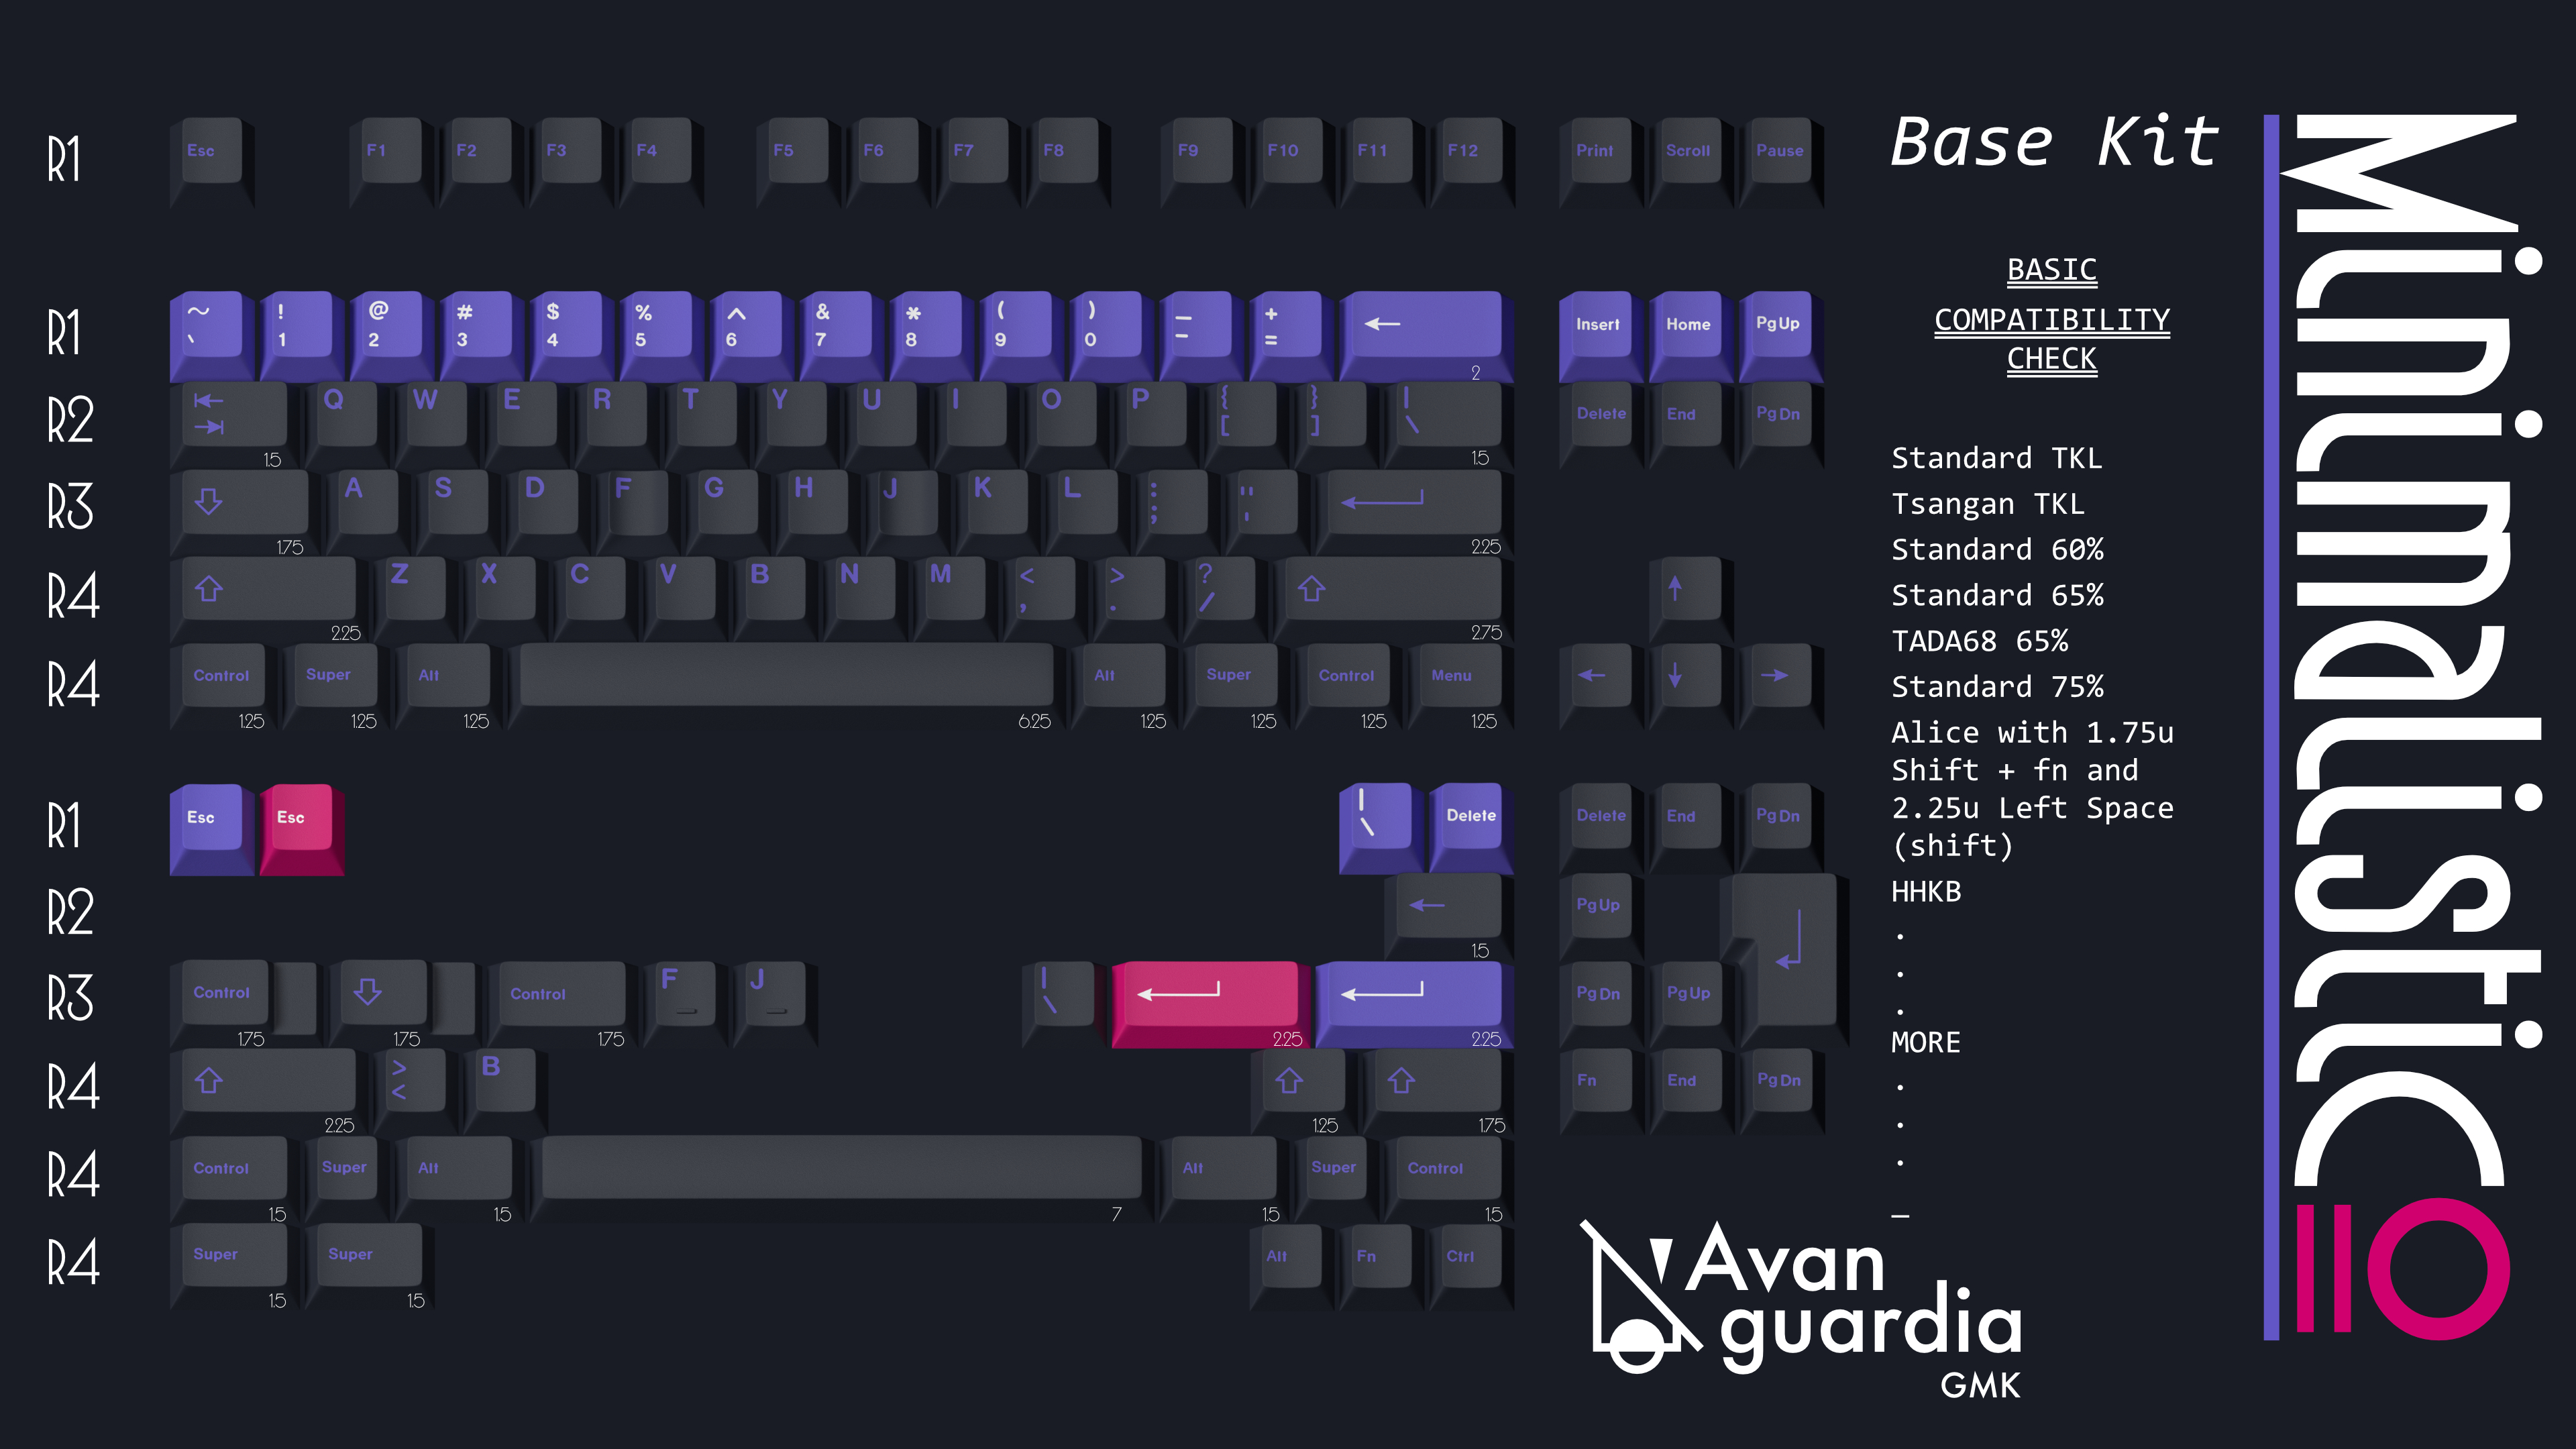 R1 Esc F1 F2 F3 F4 F5 F6 F7 F8 F9 F10 F11 F12 Print Scroll Pause
R1 ~ ` ! 1 @ 2 # 3 $ 4 % 5 ^ 6 & 7 * 8 ( 9 ) 0 _ - + = ← 2 Insert Home PgUp
R2 ⇤ ⇥ 1.5 Q W E R T Y U I O P { [ } ] | \ 1.5 Delete End PgDn
R3 1.75 A S D F G H J K L : ; " ' 2.25
R4 2.25 Z X C V B N M < , > . ? / 2.75 ↑
R4 Control 1.25 Super 1.25 Alt 1.25 6.25 Alt 1.25 Super 1.25 Control 1.25 Menu 1.25 ← ↓ →
R1 Esc Esc | \ Delete Delete End PgDn
R2 ← 1.5 PgUp
R3 Control 1.75 1.75 Control 1.75 F J | \ 2.25 2.25 PgDn PgUp
R4 2.25 > < B 1.25 1.75 Fn End PgDn
R4 Control 1.5 Super Alt 1.5 7 Alt 1.5 Super Control 1.5
R4 Super 1.5 Super 1.5 Alt Fn Ctrl
Base Kit
BASIC
COMPATIBILITY
CHECK
Standard TKL
Tsangan TKL
Standard 60%
Standard 65%
TADA68 65%
Standard 75%
Alice with 1.75u
Shift + fn and
2.25u Left Space
(shift)
HHKB
.
.
.
MORE
.
.
.
_
Avan
guardia
GMK
Minimalistic